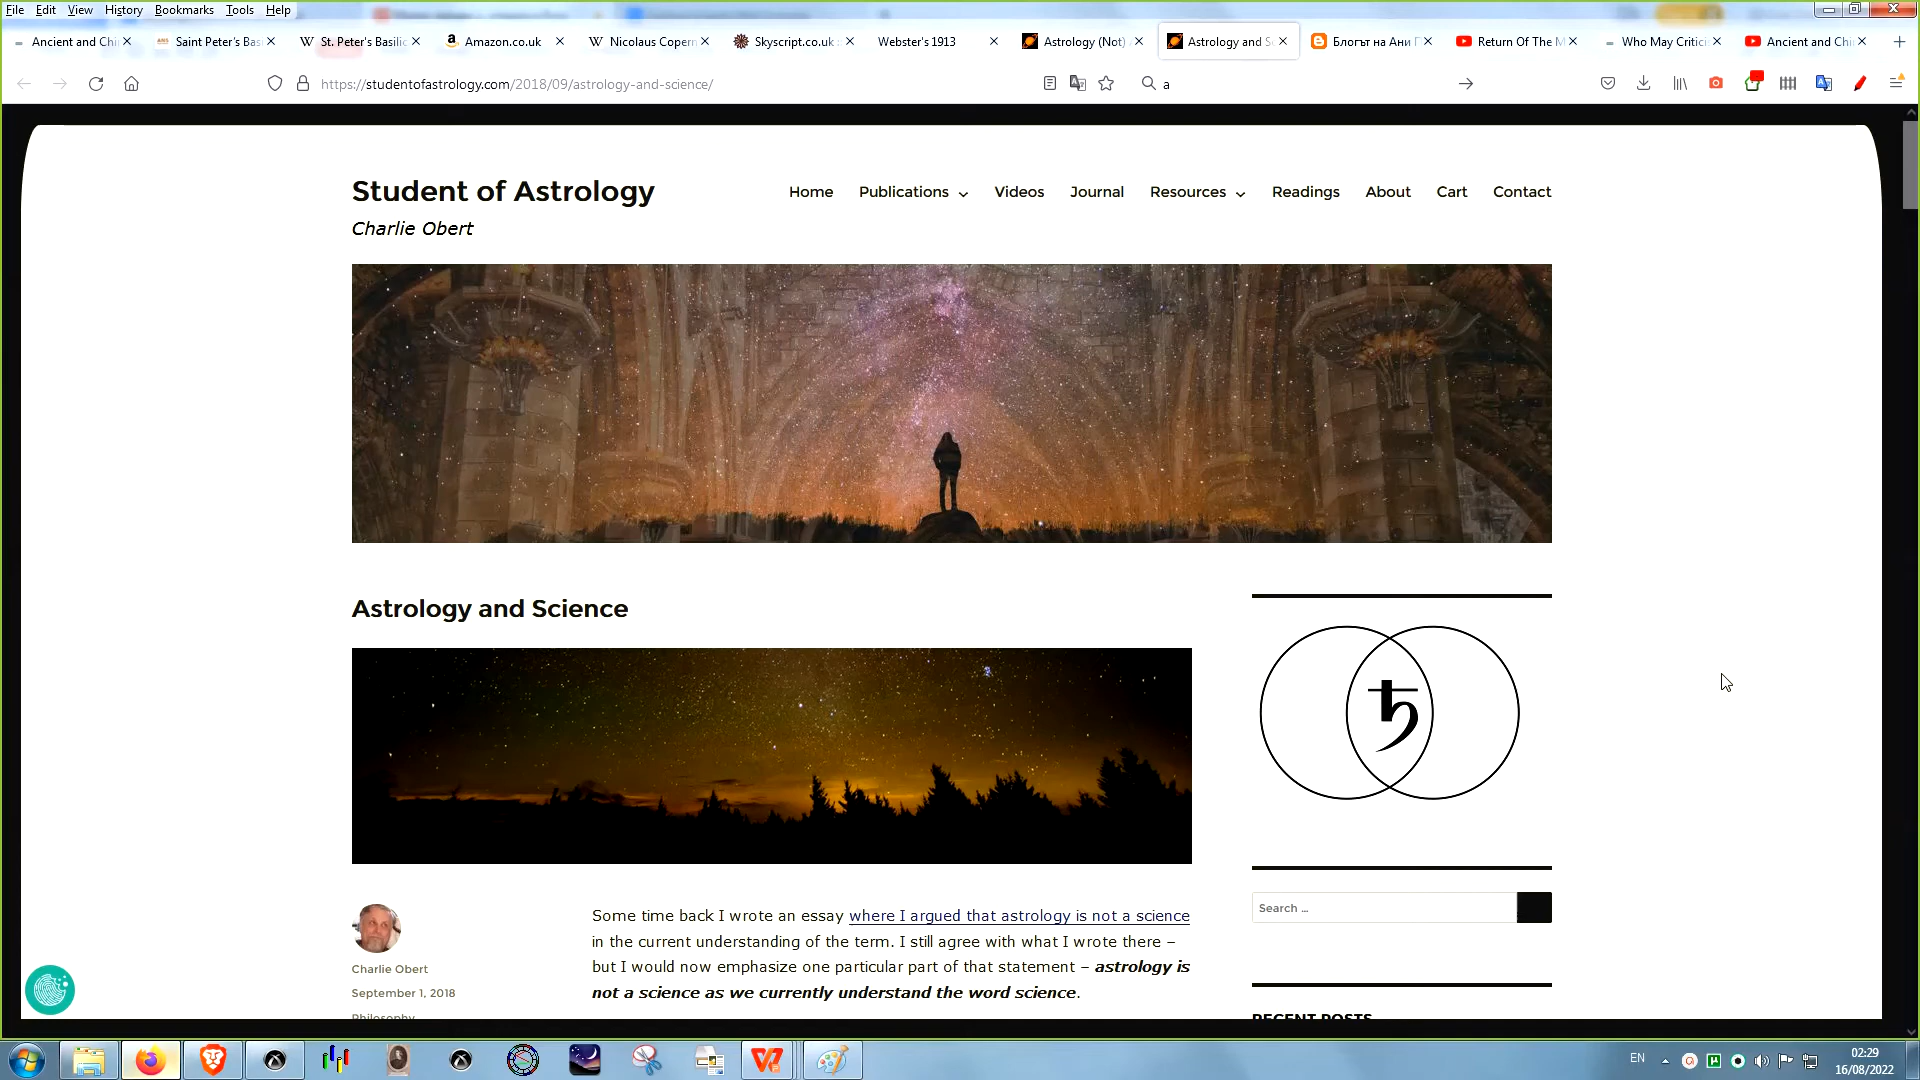 File Edit View History Bookmarks Tools Help
Ancient and Chi
Saint Peter's Bas
St. Peter's Basilic
Amazon.co.uk
Nicolaus Copern
Skyscript.co.uk
Webster's 1913
Astrology (Not)
Astrology and S
Блогът на Ани
Return Of The M
Who May Critici
Ancient and Chi
https://studentofastrology.com/2018/09/astrology-and-science/
a
Student of Astrology
Charlie Obert
Home Publications Videos Journal Resources Readings About Cart Contact
Astrology and Science
Some time back I wrote an essay where I argued that astrology is not a science
in the current understanding of the term. I still agree with what I wrote there –
but I would now emphasize one particular part of that statement – astrology is
not a science as we currently understand the word science.
Charlie Obert
September 1, 2018
Philosophy
Search …
RECENT POSTS
EN
02:29
16/08/2022